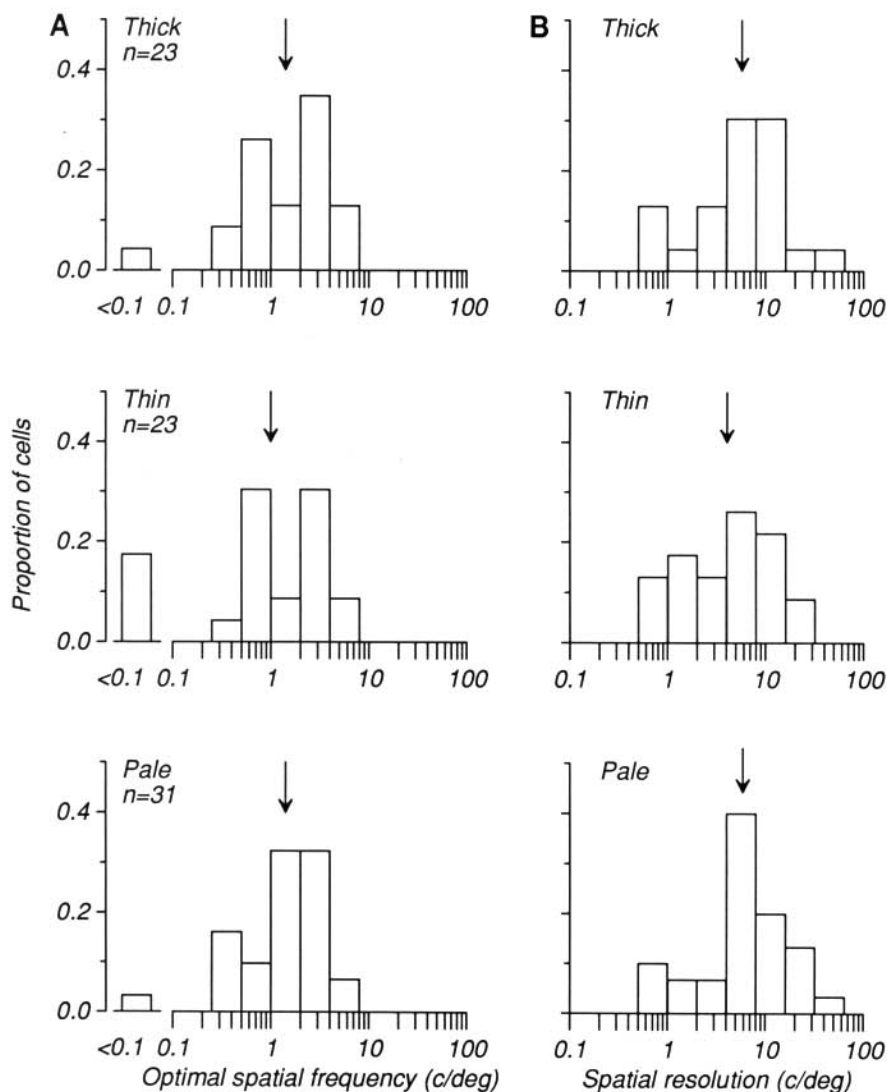 A
Thick
n=23
0.4
0.2
0.0
<0.1 0.1 1 10 100
B
Thick
0.1 1 10 100
Proportion of cells
Thin
n=23
0.4
0.2
0.0
<0.1 0.1 1 10 100
Thin
0.1 1 10 100
Pale
n=31
0.4
0.2
0.0
<0.1 0.1 1 10 100
Optimal spatial frequency (c/deg)
Pale
0.1 1 10 100
Spatial resolution (c/deg)